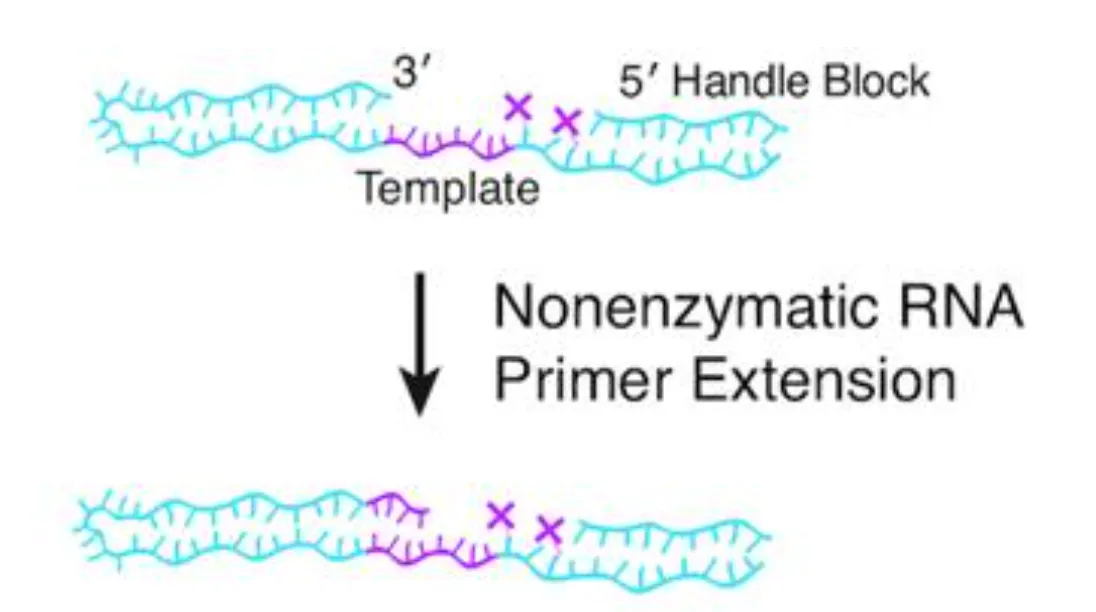 3′
5′ Handle Block
Template
Nonenzymatic RNA
Primer Extension